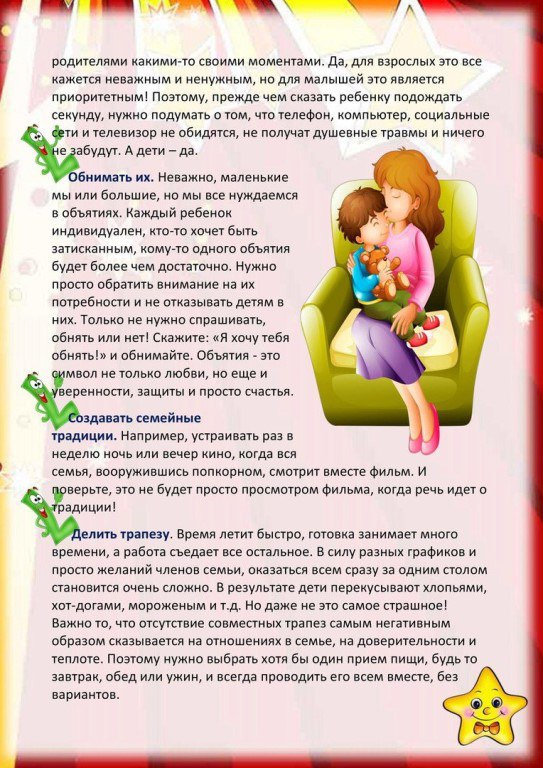 родителями какими-то своими моментами. Да, для взрослых это все
кажется неважным и ненужным, но для малышей это является
приоритетным! Поэтому, прежде чем сказать ребенку подождать
секунду, нужно подумать о том, что телефон, компьютер, социальные
сети и телевизор не обидятся, не получат душевные травмы и ничего
не забудут. А дети – да.
Обнимать их. Неважно, маленькие
мы или большие, но мы все нуждаемся
в объятиях. Каждый ребенок
индивидуален, кто-то хочет быть
затисканным, кому-то одного объятия
будет более чем достаточно. Нужно
просто обратить внимание на их
потребности и не отказывать детям в
них. Только не нужно спрашивать,
обнять или нет! Скажите: «Я хочу тебя
обнять!» и обнимайте. Объятия - это
символ не только любви, но еще и
уверенности, защиты и просто счастья.
Создавать семейные
традиции. Например, устраивать раз в
неделю ночь или вечер кино, когда вся
семья, вооружившись попкорном, смотрит вместе фильм. И
поверьте, это не будет просто просмотром фильма, когда речь идет о
традиции!
Делить трапезу. Время летит быстро, готовка занимает много
времени, а работа съедает все остальное. В силу разных графиков и
просто желаний членов семьи, оказаться всем сразу за одним столом
становится очень сложно. В результате дети перекусывают хлопьями,
хот-догами, мороженым и т.д. Но даже не это самое страшное!
Важно то, что отсутствие совместных трапез самым негативным
образом сказывается на отношениях в семье, на доверительности и
теплоте. Поэтому нужно выбрать хотя бы один прием пищи, будь то
завтрак, обед или ужин, и всегда проводить его всем вместе, без
вариантов.